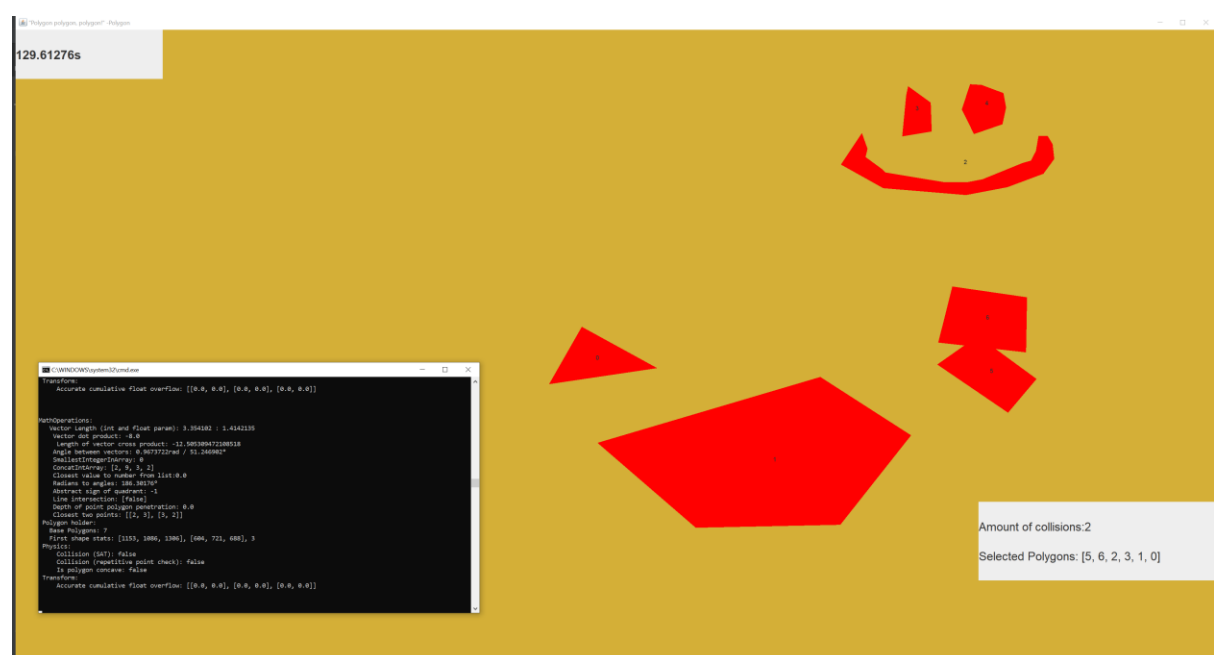 "Polygon polygon, polygon!" -Polygon
129.61276s
2
C:\WINDOWS\system32\cmd.exe
Transform:
Accurate cumulative float overflow: [[0.0, 0.0], [0.0, 0.0], [0.0, 0.0]]
MathOperations:
Vector Length (int and float param): 3.354102 : 1.4142135
Vector dot product: -8.0
Length of vector cross product: -12.505309472108518
Angle between vectors: 0.9673722rad / 51.246902°
SmallestIntegerInArray: 0
ConcatIntArray: [2, 9, 3, 2]
Closest value to number from list:0.0
Radians to angles: 186.30176°
Abstract sign of quadrant: -1
Line intersection: [false]
Depth of point polygon penetration: 0.0
Closest two points: [[2, 3], [3, 2]]
Polygon holder:
Base Polygons: 7
First shape stats: [1153, 1086, 1306], [604, 721, 688], 3
Physics:
Collision (SAT): false
Collision (repetitive point check): false
Is polygon concave: false
Transform:
Accurate cumulative float overflow: [[0.0, 0.0], [0.0, 0.0], [0.0, 0.0]]
Amount of collisions:2
Selected Polygons: [5, 6, 2, 3, 1, 0]